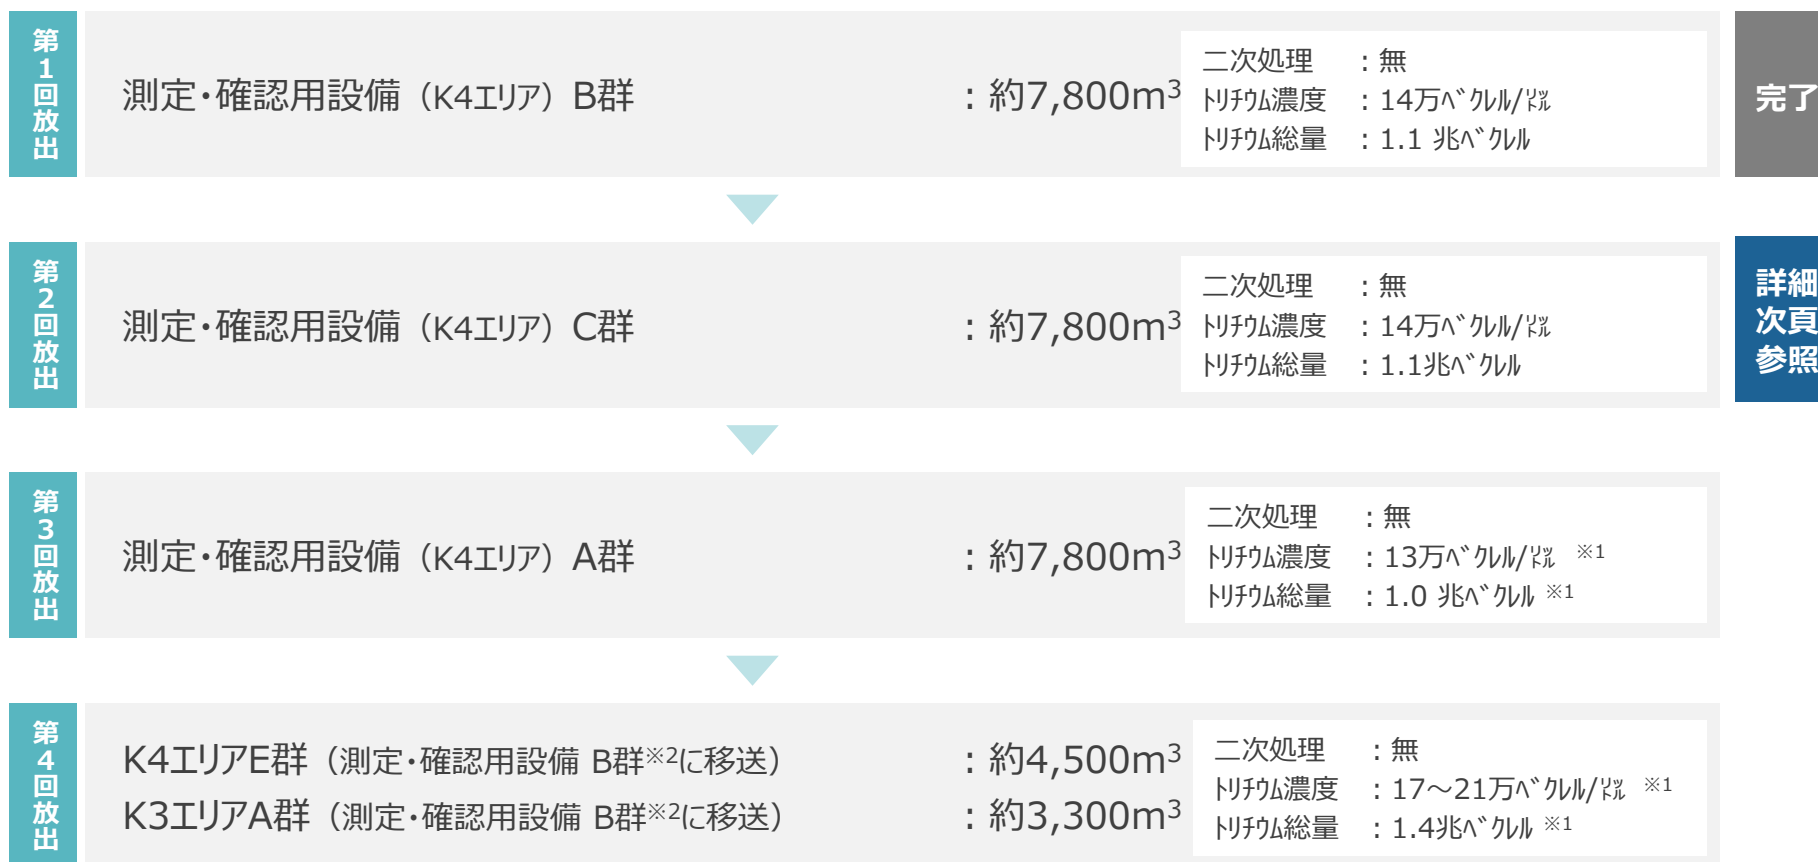 第1回放出
測定・確認用設備（K4エリア）B群 ：約7,800m3
二次処理 ：無
トリチウム濃度 ：14万ベクレル/㍑
トリチウム総量 ：1.1 兆ベクレル
完了
第2回放出
測定・確認用設備（K4エリア）C群 ：約7,800m3
二次処理 ：無
トリチウム濃度 ：14万ベクレル/㍑
トリチウム総量 ：1.1兆ベクレル
詳細
次頁
参照
第3回放出
測定・確認用設備（K4エリア）A群 ：約7,800m3
二次処理 ：無
トリチウム濃度 ：13万ベクレル/㍑ ※1
トリチウム総量 ：1.0 兆ベクレル ※1
第4回放出
K4エリアE群（測定・確認用設備 B群※2に移送） ：約4,500m3
K3エリアA群（測定・確認用設備 B群※2に移送） ：約3,300m3
二次処理 ：無
トリチウム濃度 ：17～21万ベクレル/㍑ ※1
トリチウム総量 ：1.4兆ベクレル ※1